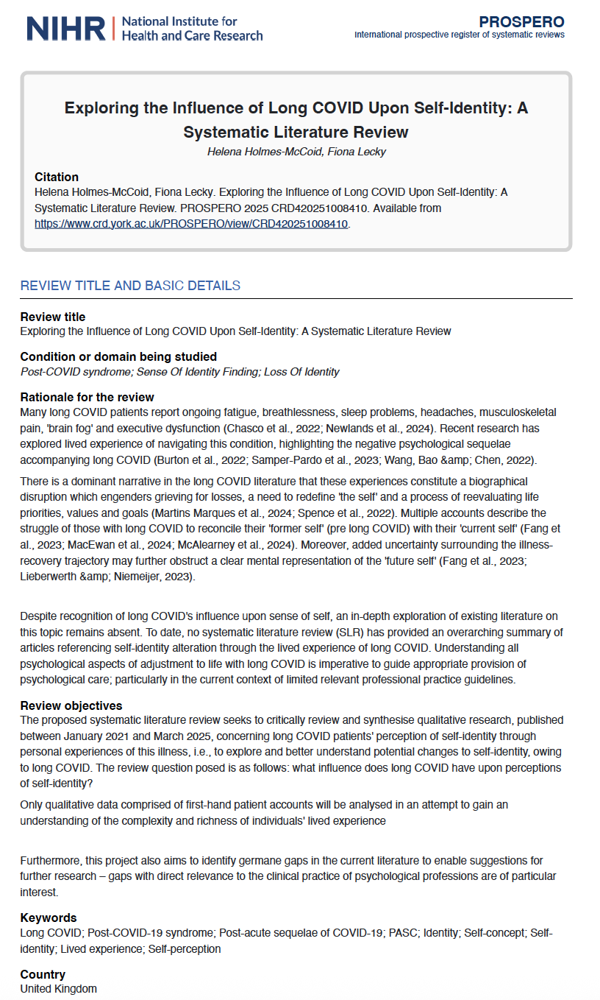 NIHR | National Institute for
Health and Care Research
PROSPERO
International prospective register of systematic reviews
Exploring the Influence of Long COVID Upon Self-Identity: A
Systematic Literature Review
Helena Holmes-McCoid, Fiona Lecky
Citation
Helena Holmes-McCoid, Fiona Lecky. Exploring the Influence of Long COVID Upon Self-Identity: A
Systematic Literature Review. PROSPERO 2025 CRD420251008410. Available from
https://www.crd.york.ac.uk/PROSPERO/view/CRD420251008410.
REVIEW TITLE AND BASIC DETAILS
Review title
Exploring the Influence of Long COVID Upon Self-Identity: A Systematic Literature Review
Condition or domain being studied
Post-COVID syndrome; Sense Of Identity Finding; Loss Of Identity
Rationale for the review
Many long COVID patients report ongoing fatigue, breathlessness, sleep problems, headaches, musculoskeletal
pain, 'brain fog' and executive dysfunction (Chasco et al., 2022; Newlands et al., 2024). Recent research has
explored lived experience of navigating this condition, highlighting the negative psychological sequelae
accompanying long COVID (Burton et al., 2022; Samper-Pardo et al., 2023; Wang, Bao &amp; Chen, 2022).
There is a dominant narrative in the long COVID literature that these experiences constitute a biographical
disruption which engenders grieving for losses, a need to redefine 'the self' and a process of reevaluating life
priorities, values and goals (Martins Marques et al., 2024; Spence et al., 2022). Multiple accounts describe the
struggle of those with long COVID to reconcile their 'former self' (pre long COVID) with their 'current self' (Fang et
al., 2023; MacEwan et al., 2024; McAlearney et al., 2024). Moreover, added uncertainty surrounding the illness-
recovery trajectory may further obstruct a clear mental representation of the 'future self' (Fang et al., 2023;
Lieberwerth &amp; Niemeijer, 2023).
Despite recognition of long COVID's influence upon sense of self, an in-depth exploration of existing literature on
this topic remains absent. To date, no systematic literature review (SLR) has provided an overarching summary of
articles referencing self-identity alteration through the lived experience of long COVID. Understanding all
psychological aspects of adjustment to life with long COVID is imperative to guide appropriate provision of
psychological care; particularly in the current context of limited relevant professional practice guidelines.
Review objectives
The proposed systematic literature review seeks to critically review and synthesise qualitative research, published
between January 2021 and March 2025, concerning long COVID patients' perception of self-identity through
personal experiences of this illness, i.e., to explore and better understand potential changes to self-identity, owing
to long COVID. The review question posed is as follows: what influence does long COVID have upon perceptions
of self-identity?
Only qualitative data comprised of first-hand patient accounts will be analysed in an attempt to gain an
understanding of the complexity and richness of individuals' lived experience
Furthermore, this project also aims to identify germane gaps in the current literature to enable suggestions for
further research – gaps with direct relevance to the clinical practice of psychological professions are of particular
interest.
Keywords
Long COVID; Post-COVID-19 syndrome; Post-acute sequelae of COVID-19; PASC; Identity; Self-concept; Self-
identity; Lived experience; Self-perception
Country
United Kingdom